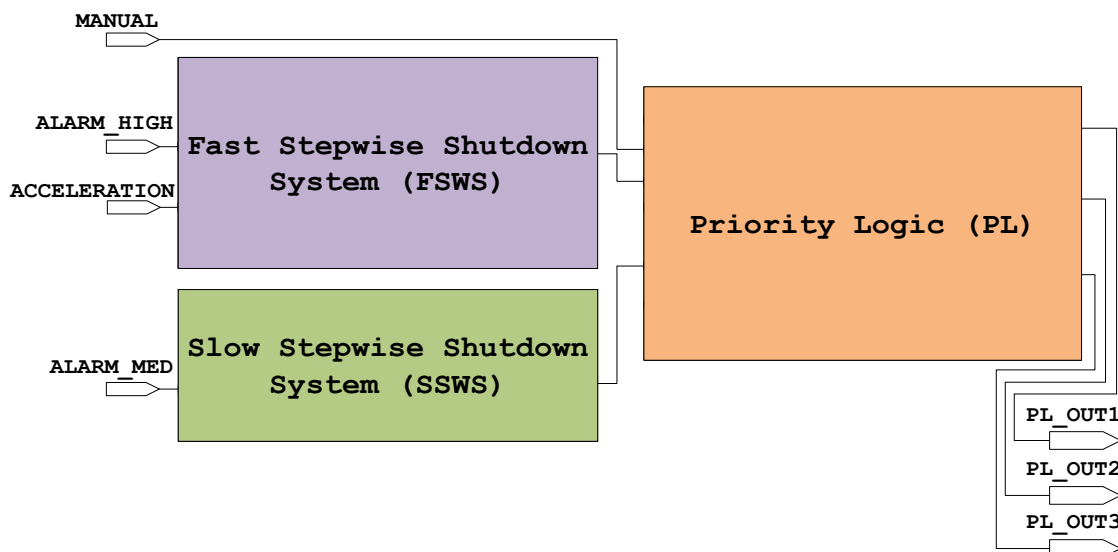 MANUAL
ALARM_HIGH
ACCELERATION
Fast Stepwise Shutdown
System (FSWS)
Priority Logic (PL)
Slow Stepwise Shutdown
System (SSWS)
ALARM_MED
PL_OUT1
PL_OUT2
PL_OUT3